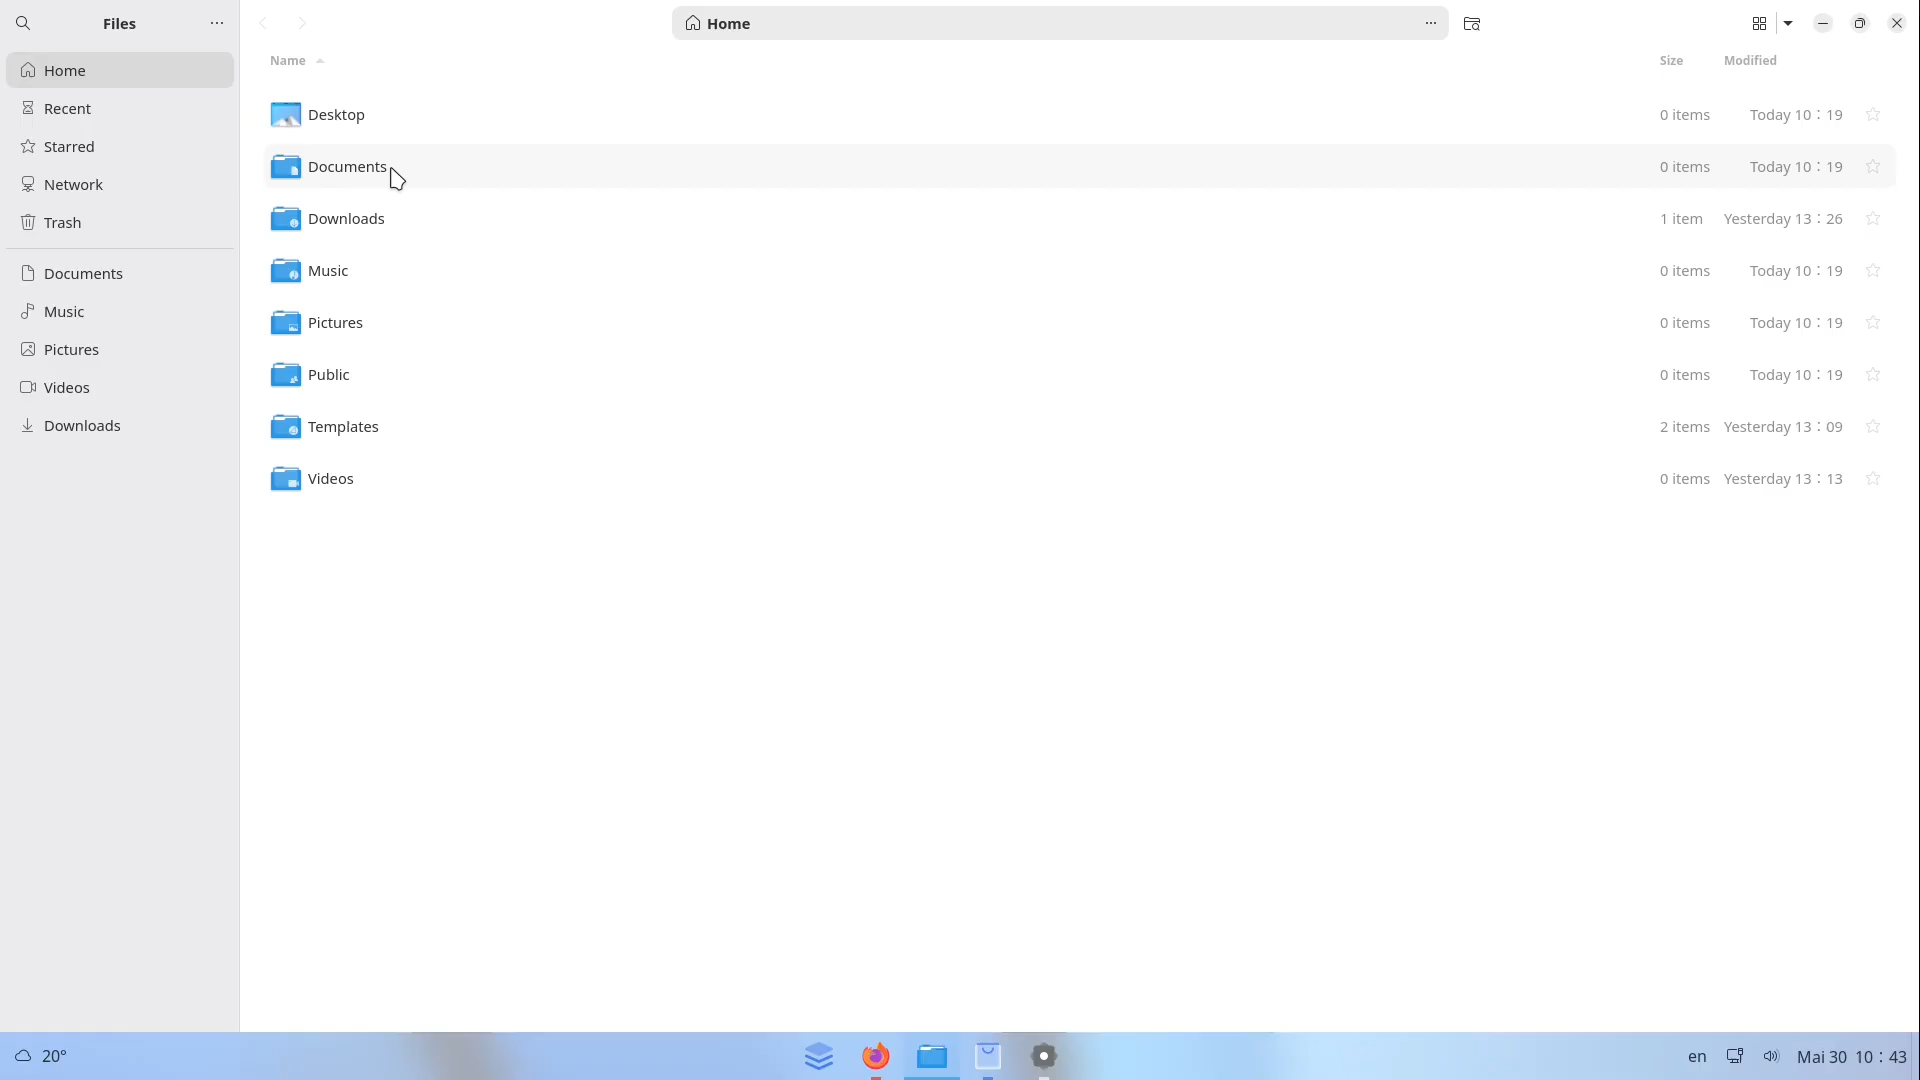 Files
Home
Home
Recent
Starred
Network
Trash
Documents
Music
Pictures
Videos
Downloads
Name Size Modified
Desktop 0 items Today 10：19
Documents 0 items Today 10：19
Downloads 1 item Yesterday 13：26
Music 0 items Today 10：19
Pictures 0 items Today 10：19
Public 0 items Today 10：19
Templates 2 items Yesterday 13：09
Videos 0 items Yesterday 13：13
20° en Mai 30 10：43